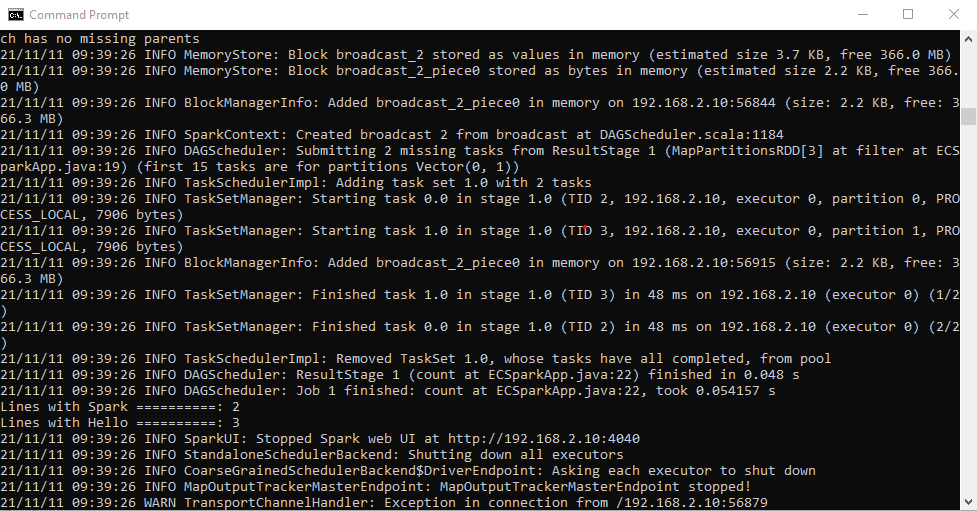 Command Prompt
ch has no missing parents
21/11/11 09:39:26 INFO MemoryStore: Block broadcast_2 stored as values in memory (estimated size 3.7 KB, free 366.0 MB)
21/11/11 09:39:26 INFO MemoryStore: Block broadcast_2_piece0 stored as bytes in memory (estimated size 2.2 KB, free 366.
0 MB)
21/11/11 09:39:26 INFO BlockManagerInfo: Added broadcast_2_piece0 in memory on 192.168.2.10:56844 (size: 2.2 KB, free: 3
66.3 MB)
21/11/11 09:39:26 INFO SparkContext: Created broadcast 2 from broadcast at DAGScheduler.scala:1184
21/11/11 09:39:26 INFO DAGScheduler: Submitting 2 missing tasks from ResultStage 1 (MapPartitionsRDD[3] at filter at ECS
parkApp.java:19) (first 15 tasks are for partitions Vector(0, 1))
21/11/11 09:39:26 INFO TaskSchedulerImpl: Adding task set 1.0 with 2 tasks
21/11/11 09:39:26 INFO TaskSetManager: Starting task 0.0 in stage 1.0 (TID 2, 192.168.2.10, executor 0, partition 0, PRO
CESS_LOCAL, 7906 bytes)
21/11/11 09:39:26 INFO TaskSetManager: Starting task 1.0 in stage 1.0 (TID 3, 192.168.2.10, executor 0, partition 1, PRO
CESS_LOCAL, 7906 bytes)
21/11/11 09:39:26 INFO BlockManagerInfo: Added broadcast_2_piece0 in memory on 192.168.2.10:56915 (size: 2.2 KB, free: 3
66.3 MB)
21/11/11 09:39:26 INFO TaskSetManager: Finished task 1.0 in stage 1.0 (TID 3) in 48 ms on 192.168.2.10 (executor 0) (1/2
)
21/11/11 09:39:26 INFO TaskSetManager: Finished task 0.0 in stage 1.0 (TID 2) in 48 ms on 192.168.2.10 (executor 0) (2/2
)
21/11/11 09:39:26 INFO TaskSchedulerImpl: Removed TaskSet 1.0, whose tasks have all completed, from pool
21/11/11 09:39:26 INFO DAGScheduler: ResultStage 1 (count at ECSparkApp.java:22) finished in 0.048 s
21/11/11 09:39:26 INFO DAGScheduler: Job 1 finished: count at ECSparkApp.java:22, took 0.054157 s
Lines with Spark ==========: 2
Lines with Hello ==========: 3
21/11/11 09:39:26 INFO SparkUI: Stopped Spark web UI at http://192.168.2.10:4040
21/11/11 09:39:26 INFO StandaloneSchedulerBackend: Shutting down all executors
21/11/11 09:39:26 INFO CoarseGrainedSchedulerBackend$DriverEndpoint: Asking each executor to shut down
21/11/11 09:39:26 INFO MapOutputTrackerMasterEndpoint: MapOutputTrackerMasterEndpoint stopped!
21/11/11 09:39:26 WARN TransportChannelHandler: Exception in connection from /192.168.2.10:56879